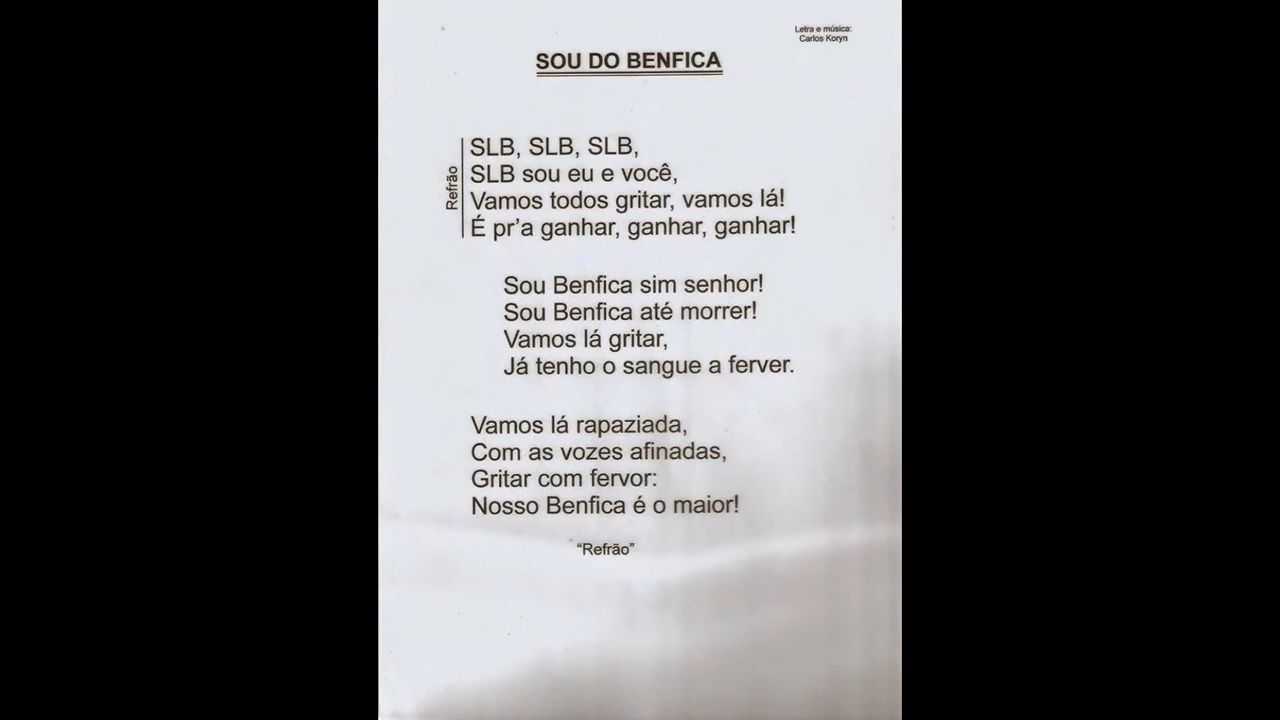 Letra e música:
Carlos Koryn
SOU DO BENFICA
Refrão
SLB, SLB, SLB,
SLB sou eu e você,
Vamos todos gritar, vamos lá!
É pr’a ganhar, ganhar, ganhar!
Sou Benfica sim senhor!
Sou Benfica até morrer!
Vamos lá gritar,
Já tenho o sangue a ferver.
Vamos lá rapaziada,
Com as vozes afinadas,
Gritar com fervor:
Nosso Benfica é o maior!
“Refrão”